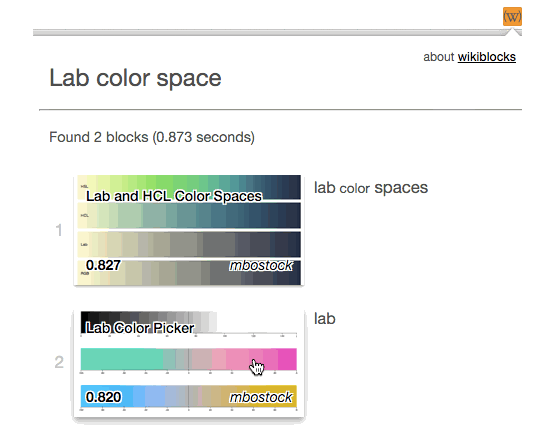 (w)
about wikiblocks
Lab color space
Found 2 blocks (0.873 seconds)
1
HSL
Lab and HCL Color Spaces
HCL
Lab
0.827
mbostock
RGB
lab color spaces
2
Lab Color Picker
0.820
mbostock
lab